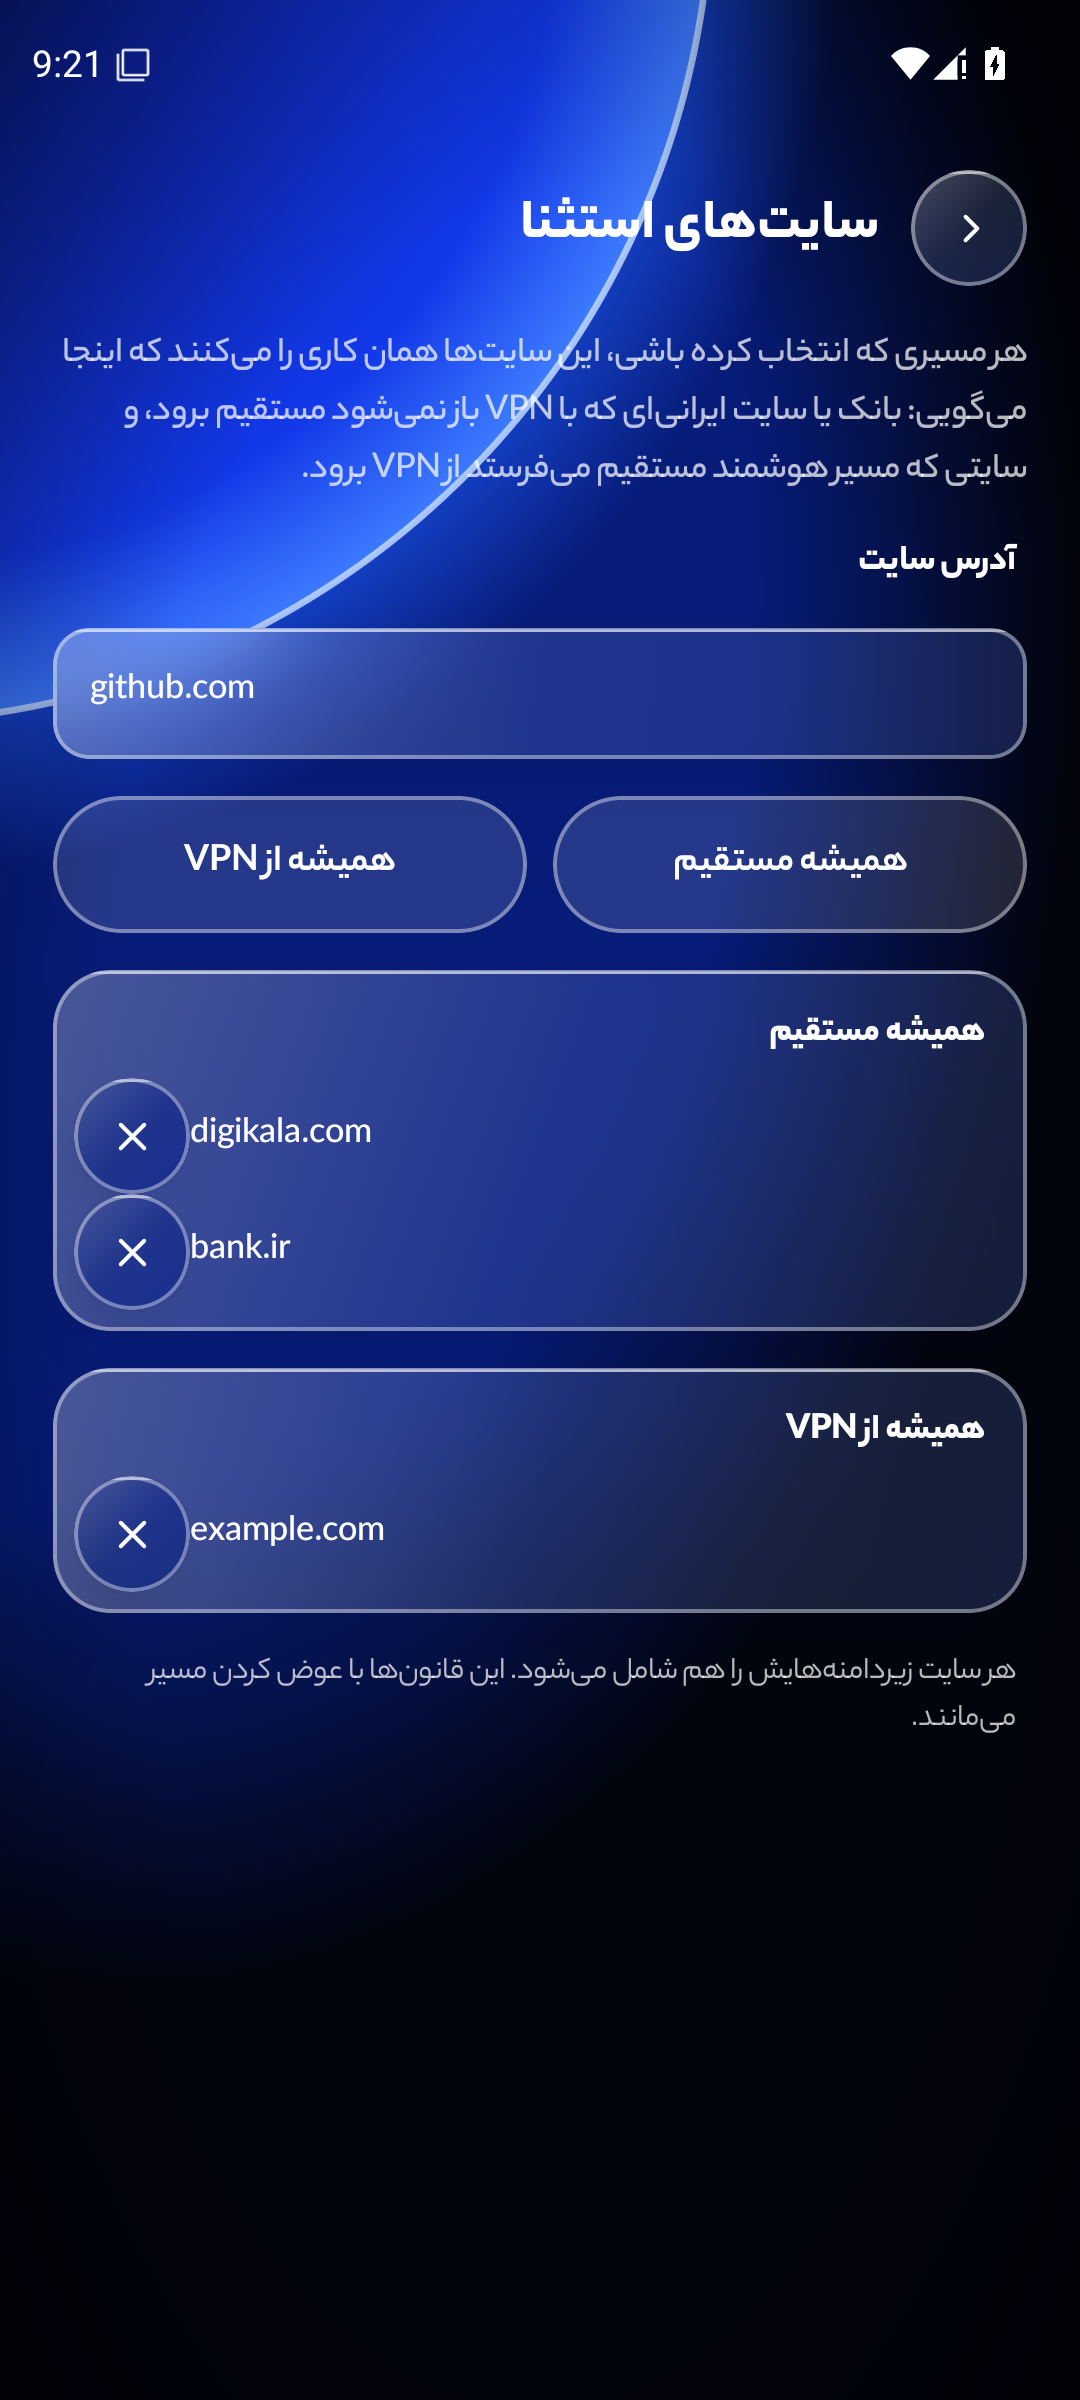 9:21
سایت‌های استثنا
هر مسیری که انتخاب کرده باشی، این سایت‌ها همان کاری را می‌کنند که اینجا
می‌گویی: بانک یا سایت ایرانی‌ای که با VPN باز نمی‌شود مستقیم برود، و
سایتی که مسیر هوشمند مستقیم می‌فرستد از VPN برود.
آدرس سایت
github.com
همیشه مستقیم
همیشه از VPN
همیشه مستقیم
digikala.com
bank.ir
همیشه از VPN
example.com
هر سایت زیردامنه‌هایش را هم شامل می‌شود. این قانون‌ها با عوض کردن مسیر
می‌مانند.